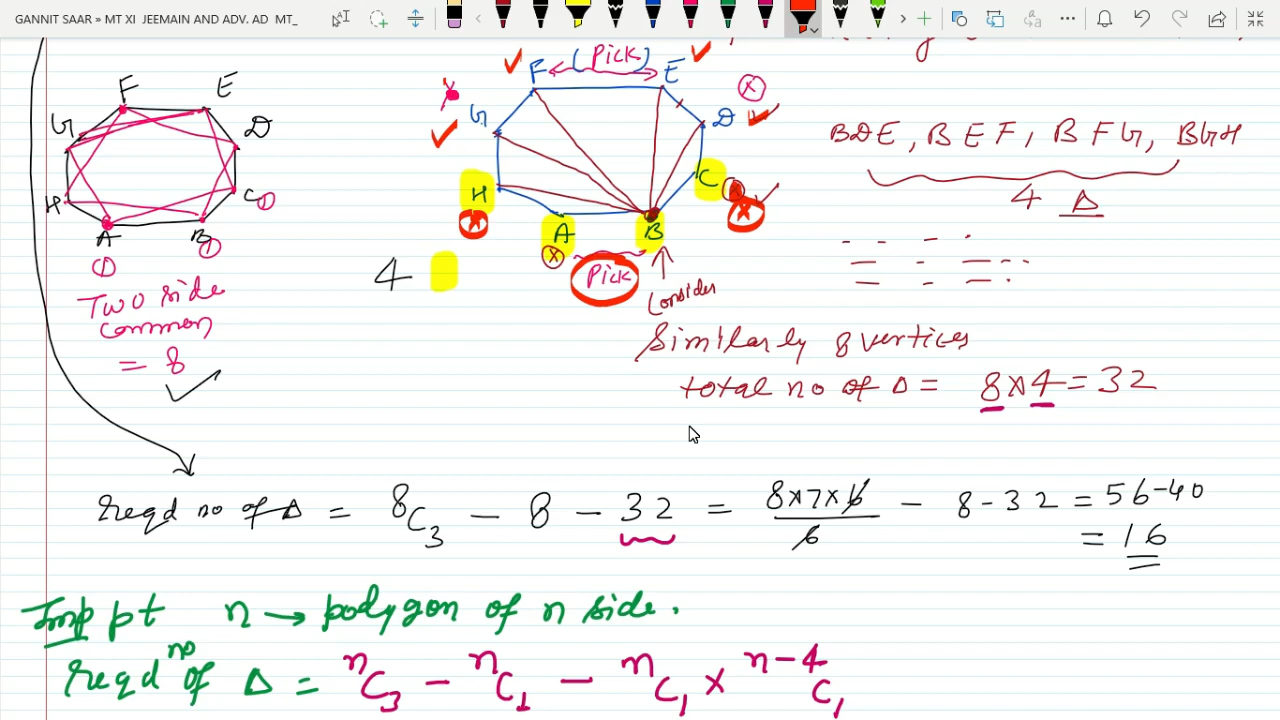 GANNIT SAAR » MT XI JEEMAIN AND ADV. AD MT_
F E
G D
H C
A B
① ① ①
Two side
common
= 8
(Pick)
F E
G D
H C
A B
Pick
4
Consider
BDE, BEF, BFG, BGH
4 Δ
Similarly 8 vertices
total no of Δ = 8×4 = 32
Reqd no of Δ = 8C3 - 8 - 32 = 8×7×6/6 - 8 - 32 = 56-40
= 16
Imp pt n → polygon of n side.
Reqd no of Δ = nC3 - nC1 - nC1 × n-4C1